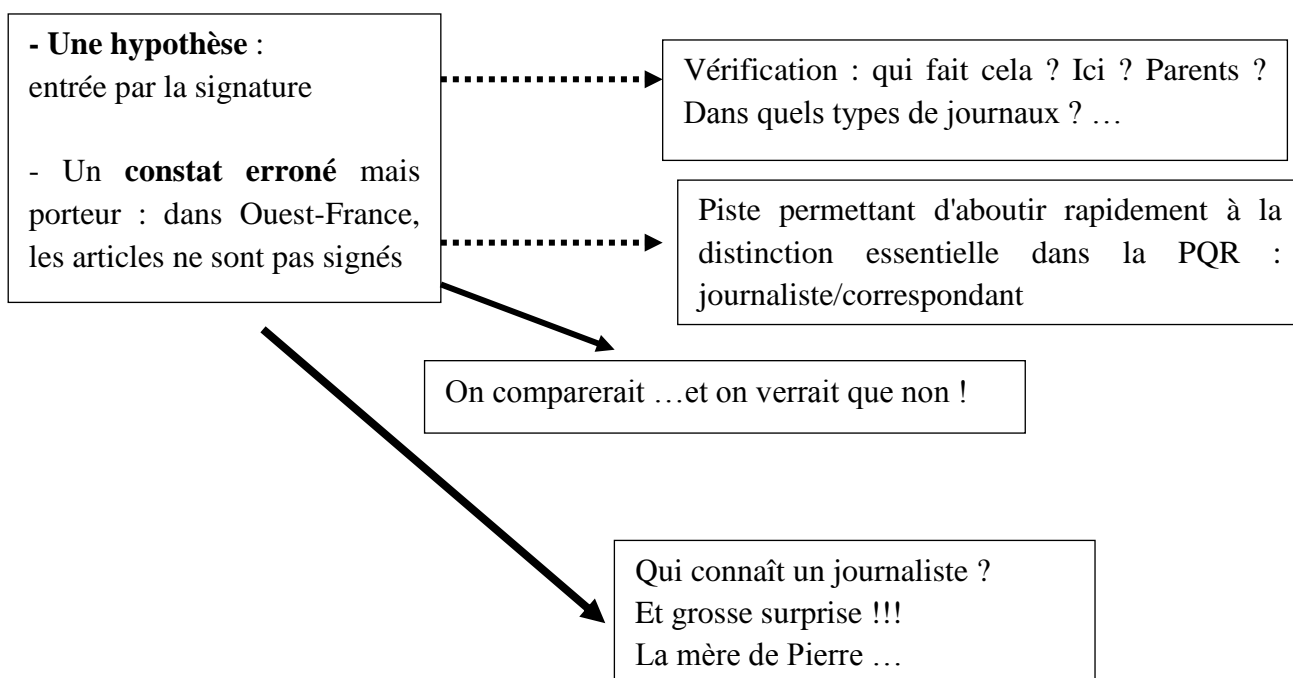 - Une hypothèse :
entrée par la signature
- Un constat erroné mais
porteur : dans Ouest-France,
les articles ne sont pas signés
Vérification : qui fait cela ? Ici ? Parents ?
Dans quels types de journaux ? …
Piste permettant d'aboutir rapidement à la
distinction essentielle dans la PQR :
journaliste/correspondant
On comparerait …et on verrait que non !
Qui connaît un journaliste ?
Et grosse surprise !!!
La mère de Pierre …